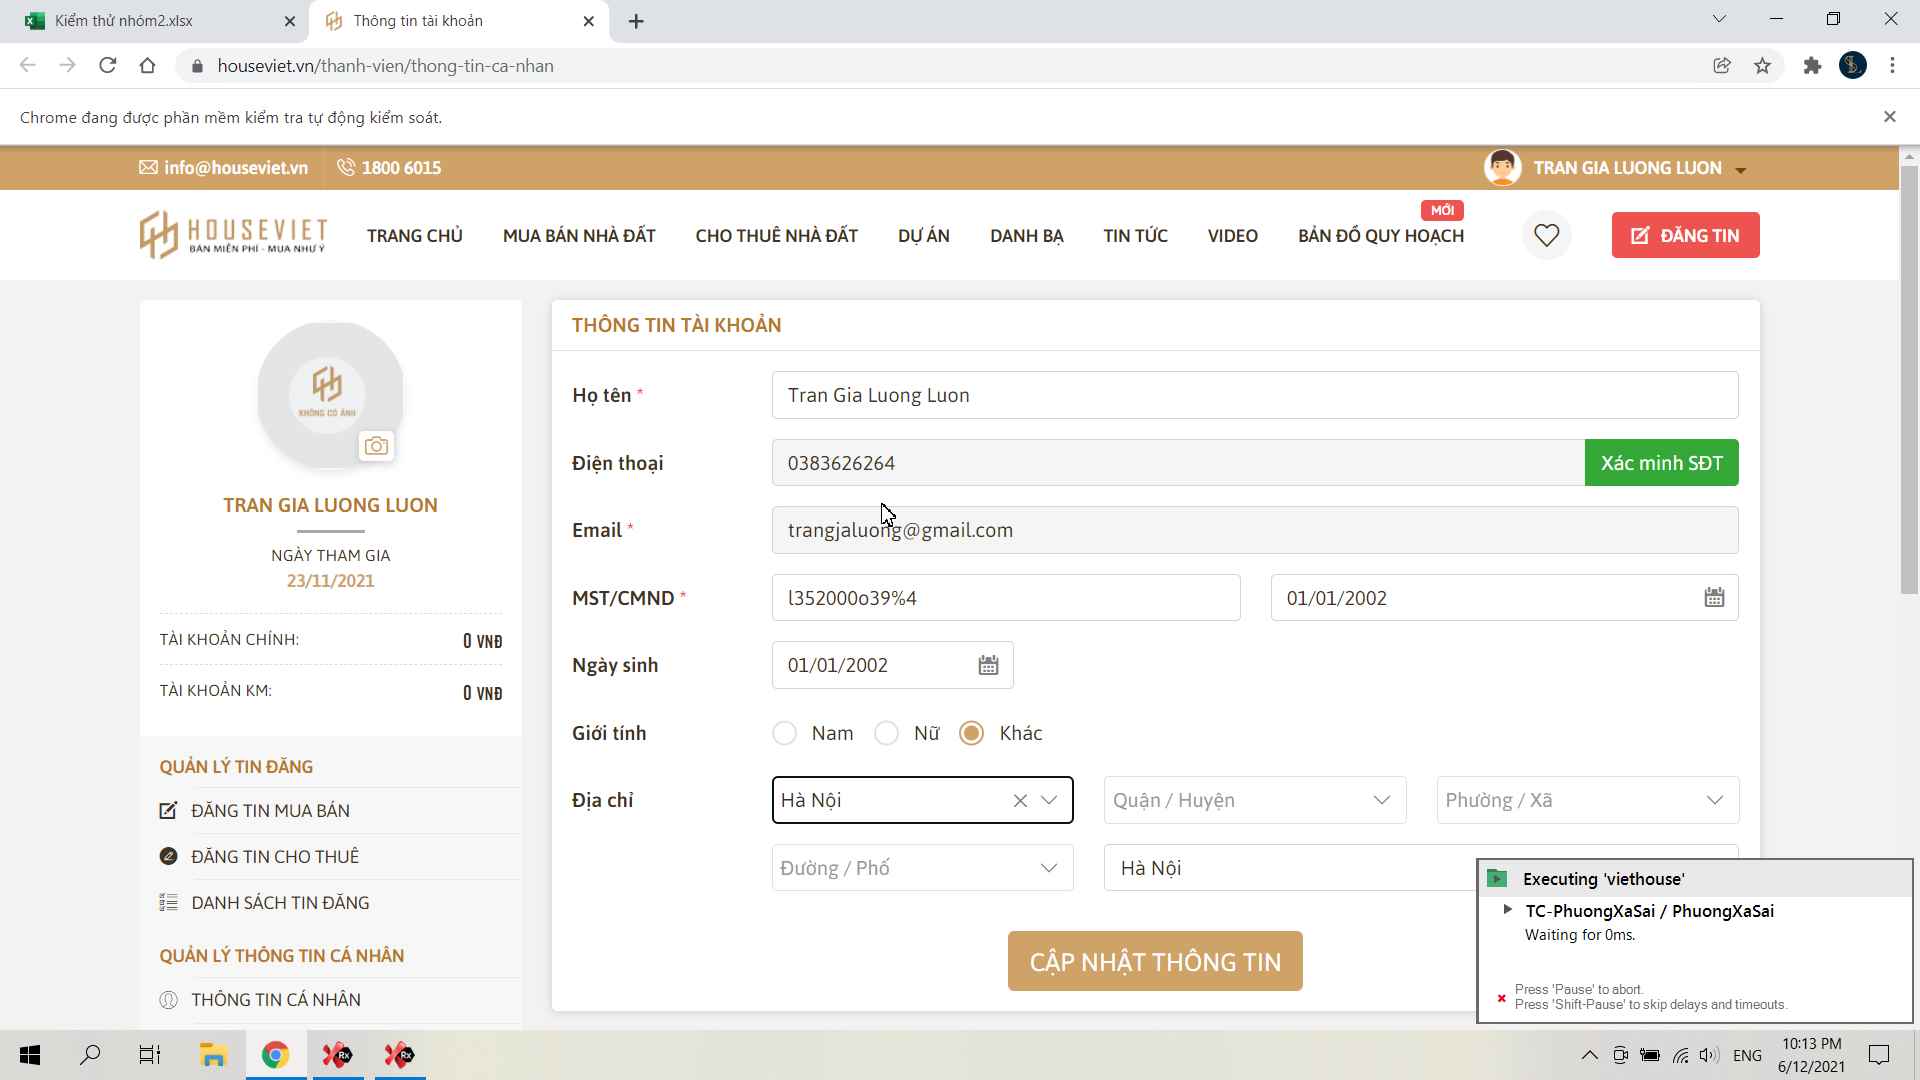 Kiểm thử nhóm2.xlsx
Thông tin tài khoản
houseviet.vn/thanh-vien/thong-tin-ca-nhan
Chrome đang được phần mềm kiểm tra tự động kiểm soát.
info@houseviet.vn
1800 6015
TRAN GIA LUONG LUON
HOUSEVIET
BÁN MIỄN PHÍ - MUA NHƯ Ý
TRANG CHỦ
MUA BÁN NHÀ ĐẤT
CHO THUÊ NHÀ ĐẤT
DỰ ÁN
DANH BẠ
TIN TỨC
VIDEO
MỚI
BẢN ĐỒ QUY HOẠCH
ĐĂNG TIN
KHÔNG CÓ ẢNH
TRAN GIA LUONG LUON
NGÀY THAM GIA
23/11/2021
TÀI KHOẢN CHÍNH: 0 VNĐ
TÀI KHOẢN KM: 0 VNĐ
QUẢN LÝ TIN ĐĂNG
ĐĂNG TIN MUA BÁN
ĐĂNG TIN CHO THUÊ
DANH SÁCH TIN ĐĂNG
QUẢN LÝ THÔNG TIN CÁ NHÂN
THÔNG TIN CÁ NHÂN
THÔNG TIN TÀI KHOẢN
Họ tên * Tran Gia Luong Luon
Điện thoại 0383626264 Xác minh SĐT
Email * trangjaluong@gmail.com
MST/CMND * l352000o39%4 01/01/2002
Ngày sinh 01/01/2002
Giới tính Nam Nữ Khác
Địa chỉ Hà Nội Quận / Huyện Phường / Xã
Đường / Phố Hà Nội
CẬP NHẬT THÔNG TIN
Executing 'viethouse'
TC-PhuongXaSai / PhuongXaSai
Waiting for 0ms.
Press 'Pause' to abort.
Press 'Shift-Pause' to skip delays and timeouts.
Rx
Rx
ENG
10:13 PM
6/12/2021